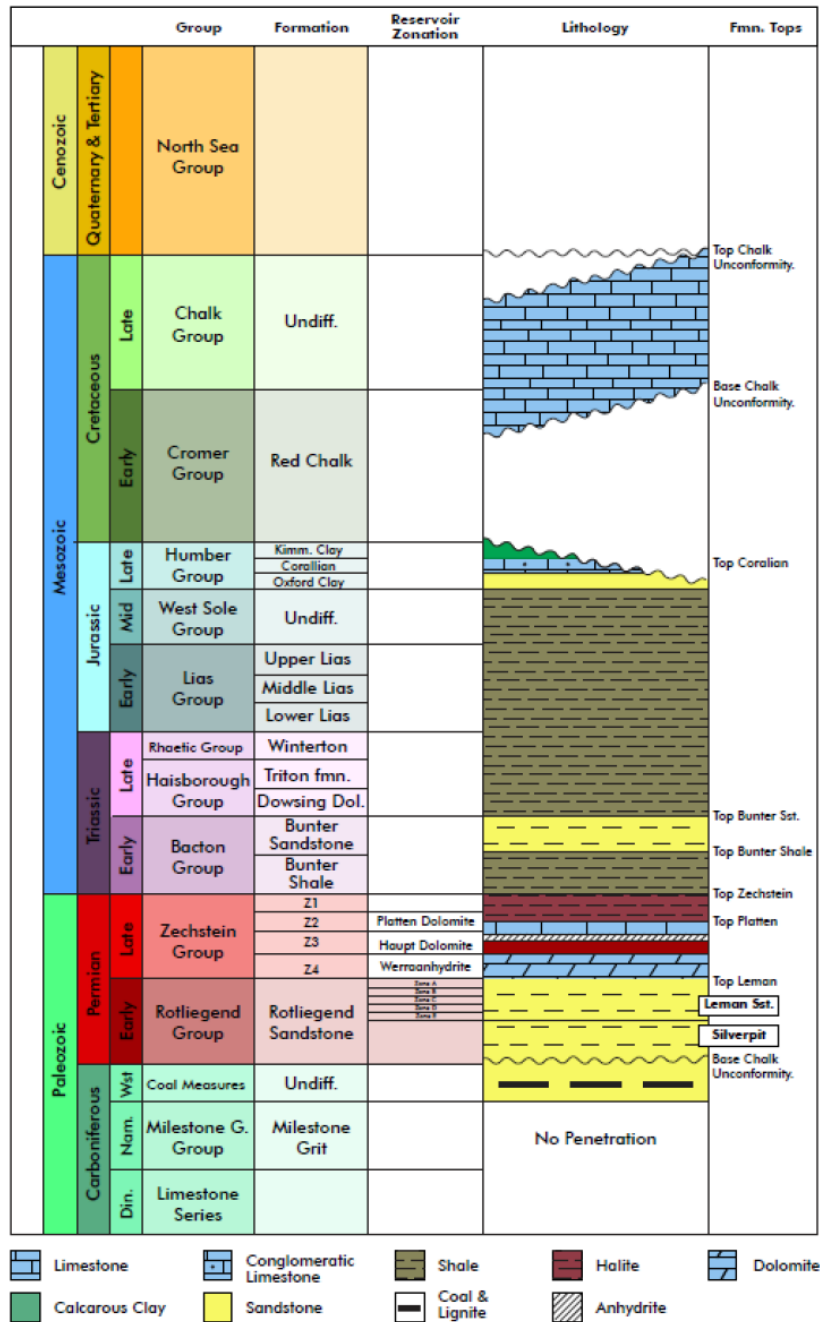 Group
Formation
Reservoir
Zonation
Lithology
Fmn. Tops
Cenozoic
Quaternary & Tertiary
North Sea
Group
Top Chalk
Unconformity.
Mesozoic
Cretaceous
Late
Chalk
Group
Undiff.
Base Chalk
Unconformity.
Early
Cromer
Group
Red Chalk
Jurassic
Late
Humber
Group
Kimm. Clay
Corallian
Oxford Clay
Top Coralian
Mid
West Sole
Group
Undiff.
Early
Lias
Group
Upper Lias
Middle Lias
Lower Lias
Triassic
Late
Rhaetic Group
Winterton
Haisborough
Group
Triton fmn.
Dowsing Dol.
Top Bunter Sst.
Early
Bacton
Group
Bunter
Sandstone
Top Bunter Shale
Bunter
Shale
Top Zechstein
Paleozoic
Permian
Late
Zechstein
Group
Z1
Z2
Platten Dolomite
Top Platten
Z3
Haupt Dolomite
Z4
Werraanhydrite
Top Leman
Early
Rotliegend
Group
Rotliegend
Sandstone
Zone A
Zone B
Zone C
Zone D
Zone E
Leman Sst.
Silverpit
Base Chalk
Unconformity.
Carboniferous
Wst
Coal Measures
Undiff.
Nam.
Milestone G.
Group
Milestone
Grit
No Penetration
Din.
Limestone
Series
Limestone
Conglomeratic
Limestone
Shale
Halite
Dolomite
Calcarous Clay
Sandstone
Coal &
Lignite
Anhydrite